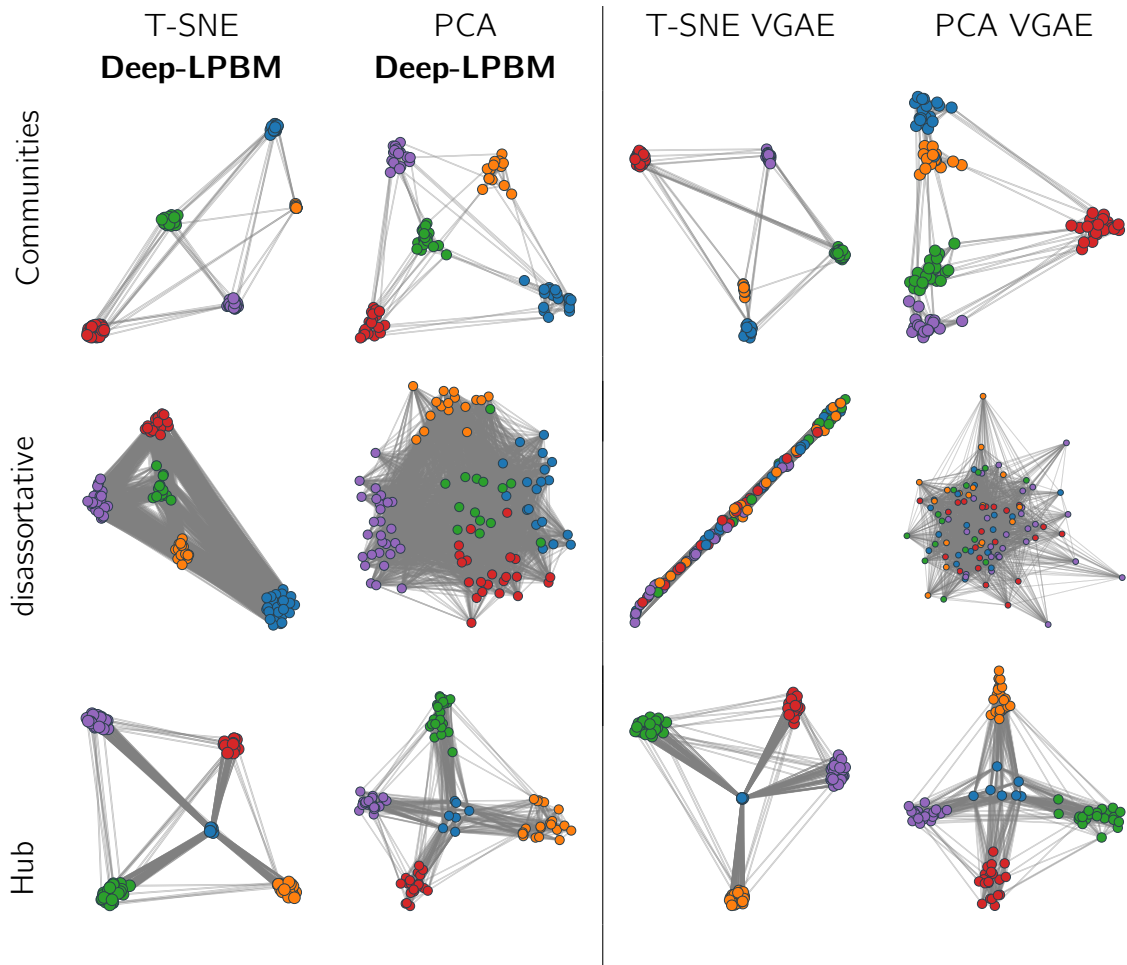 T-SNE
Deep-LPBM
PCA
Deep-LPBM
T-SNE VGAE
PCA VGAE
Communities
disassortative
Hub